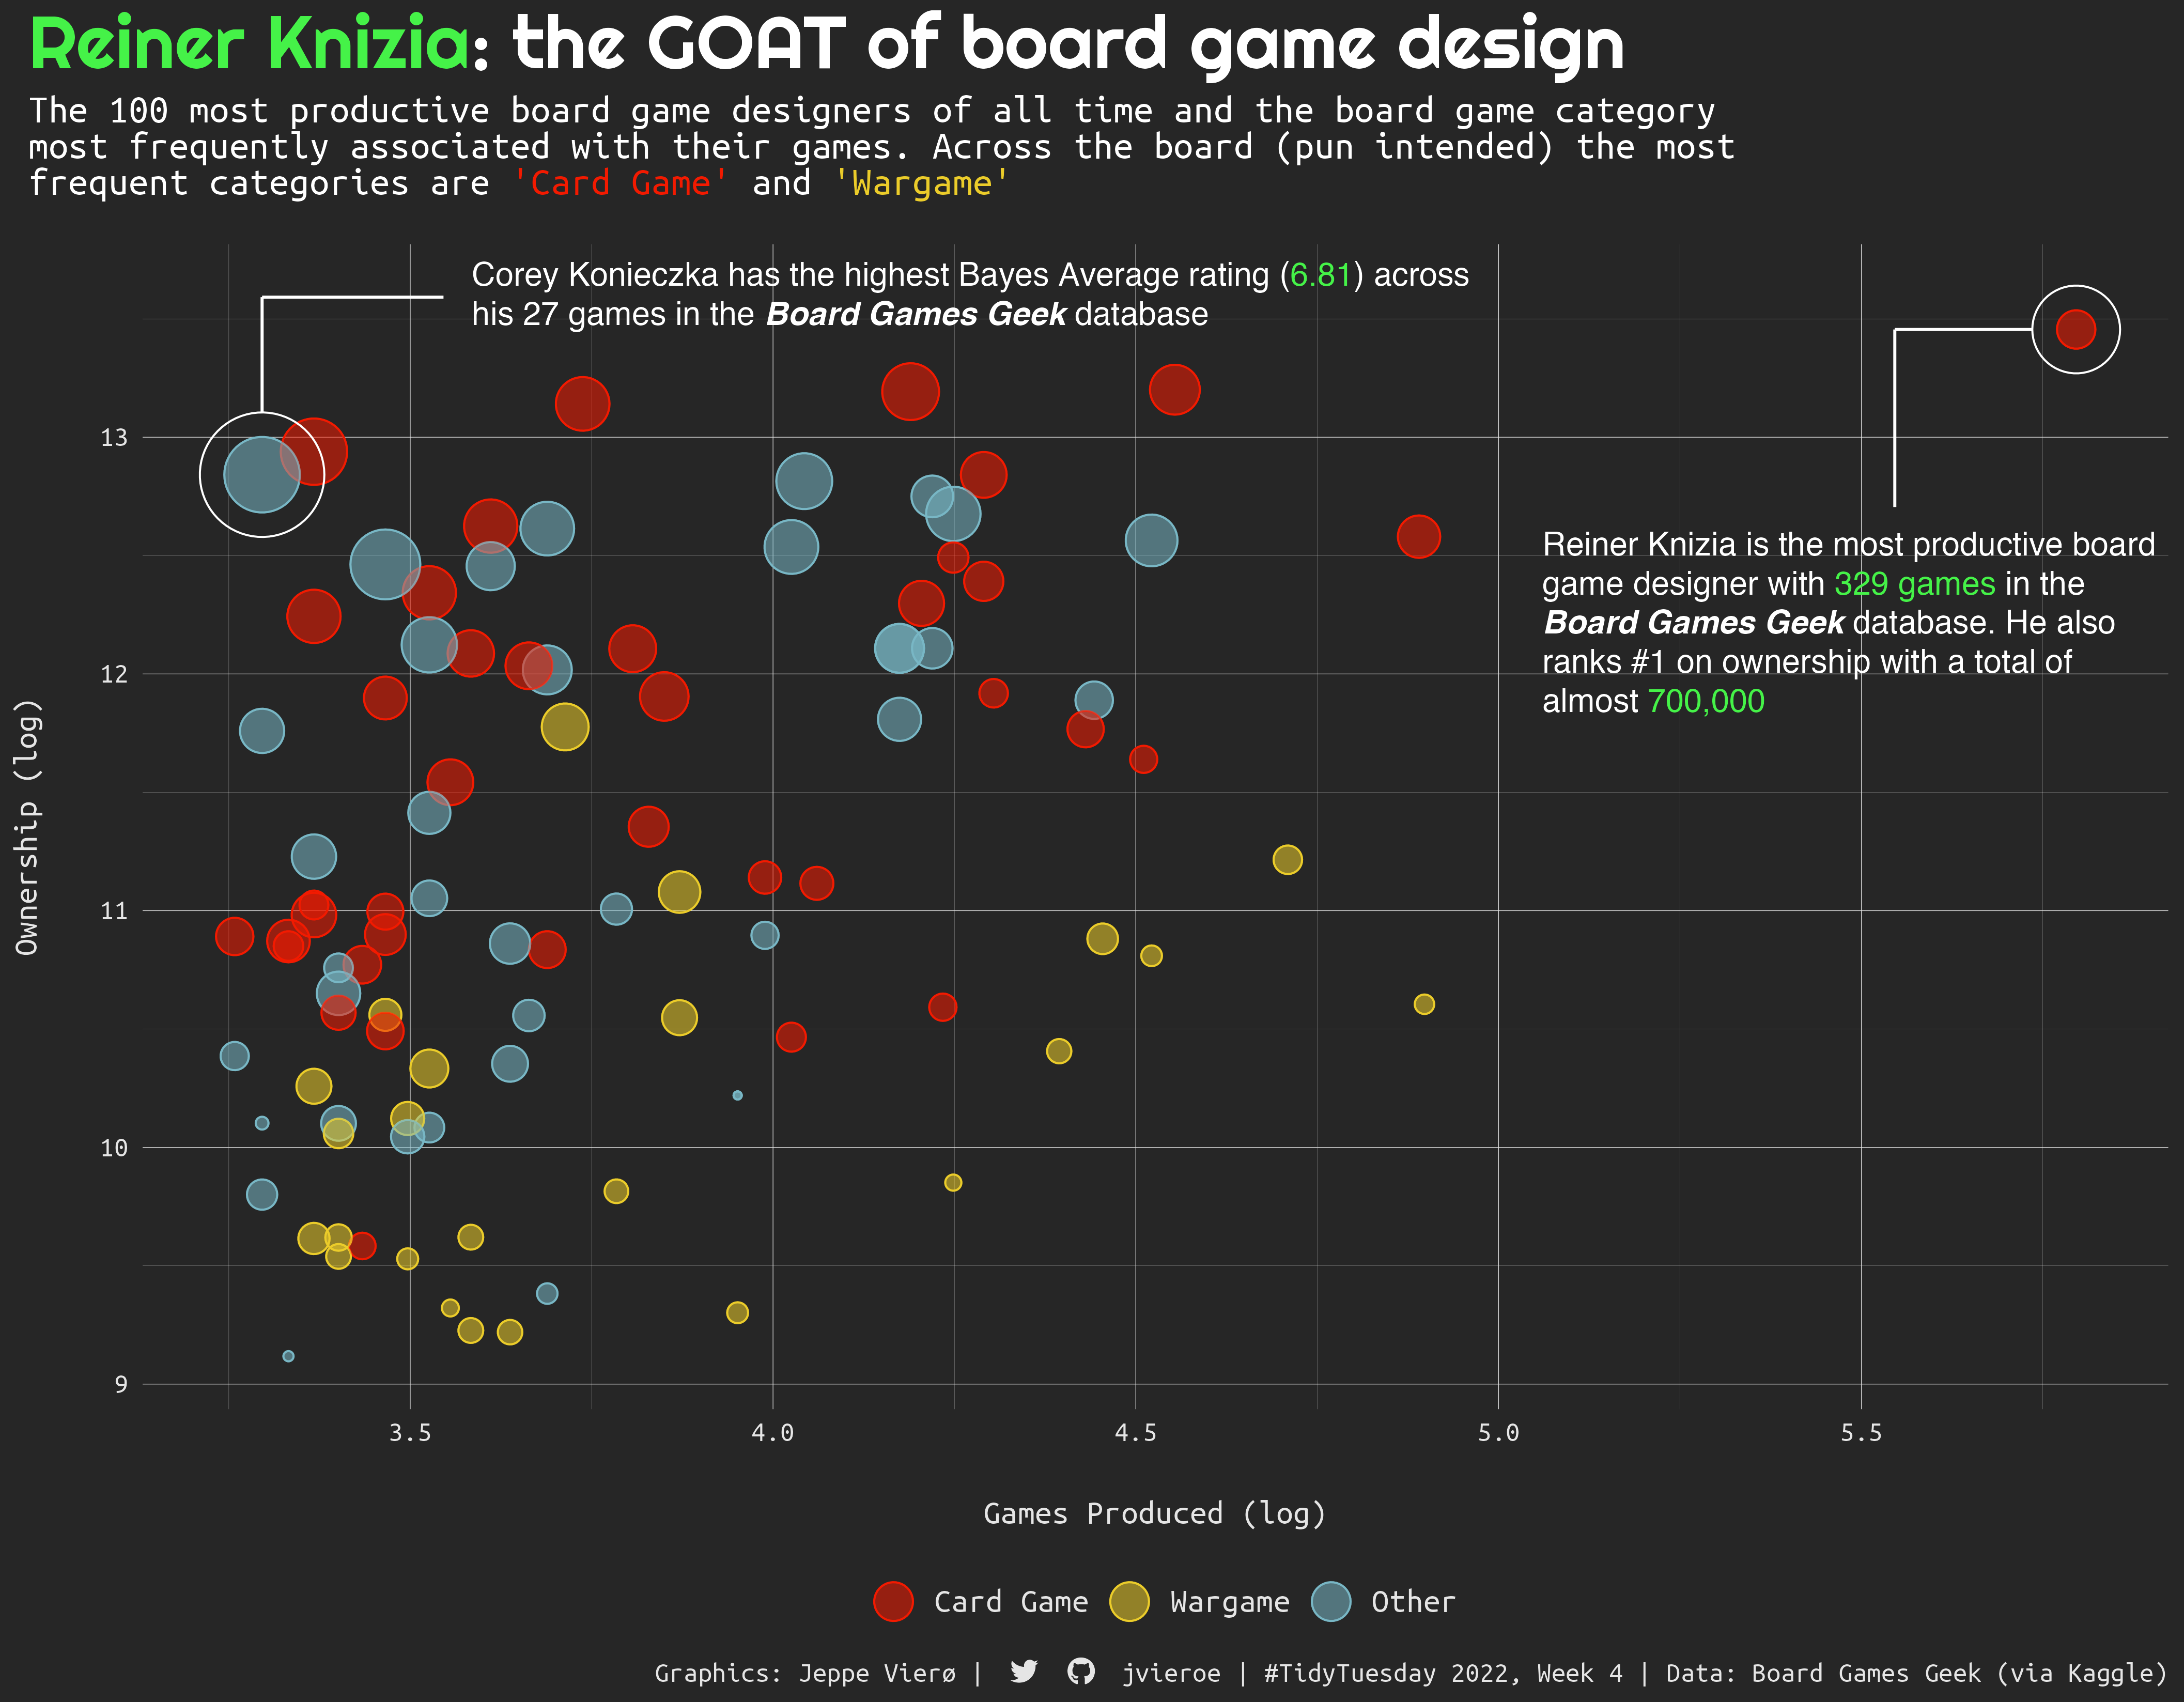 Reiner Knizia: the GOAT of board game design
The 100 most productive board game designers of all time and the board game category
most frequently associated with their games. Across the board (pun intended) the most
frequent categories are 'Card Game' and 'Wargame'
Corey Konieczka has the highest Bayes Average rating (6.81) across
his 27 games in the Board Games Geek database
Reiner Knizia is the most productive board
game designer with 329 games in the
Board Games Geek database. He also
ranks #1 on ownership with a total of
almost 700,000
Ownership (log)
13
12
11
10
9
3.5
4.0
4.5
5.0
5.5
Games Produced (log)
Card Game
Wargame
Other
Graphics: Jeppe Vierø | jvieroe | #TidyTuesday 2022, Week 4 | Data: Board Games Geek (via Kaggle)